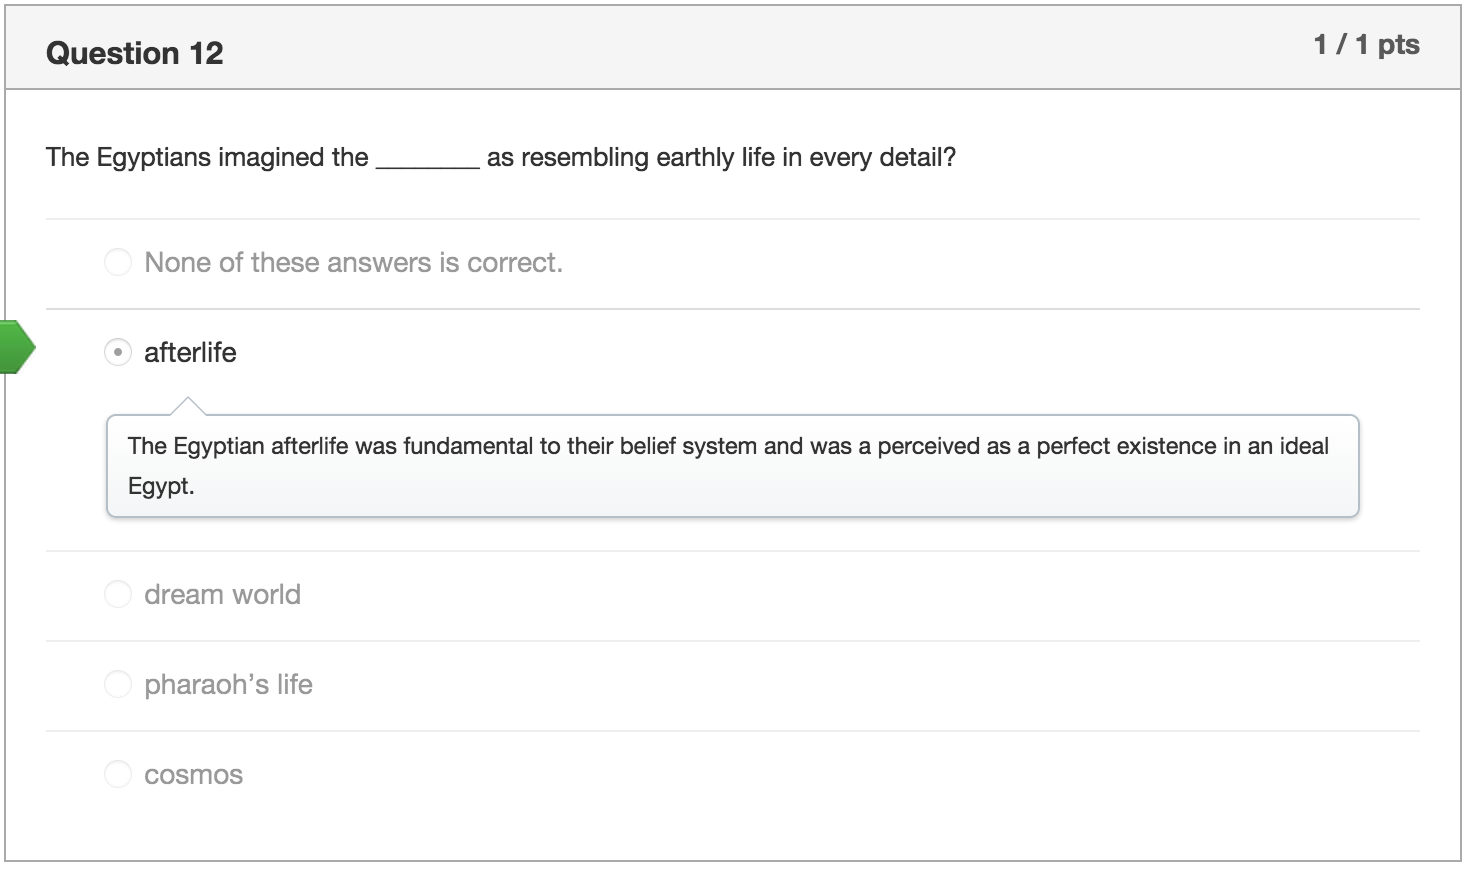 Question 12
1 / 1 pts
The Egyptians imagined the ________ as resembling earthly life in every detail?
None of these answers is correct.
afterlife
The Egyptian afterlife was fundamental to their belief system and was a perceived as a perfect existence in an ideal
Egypt.
dream world
pharaoh’s life
cosmos